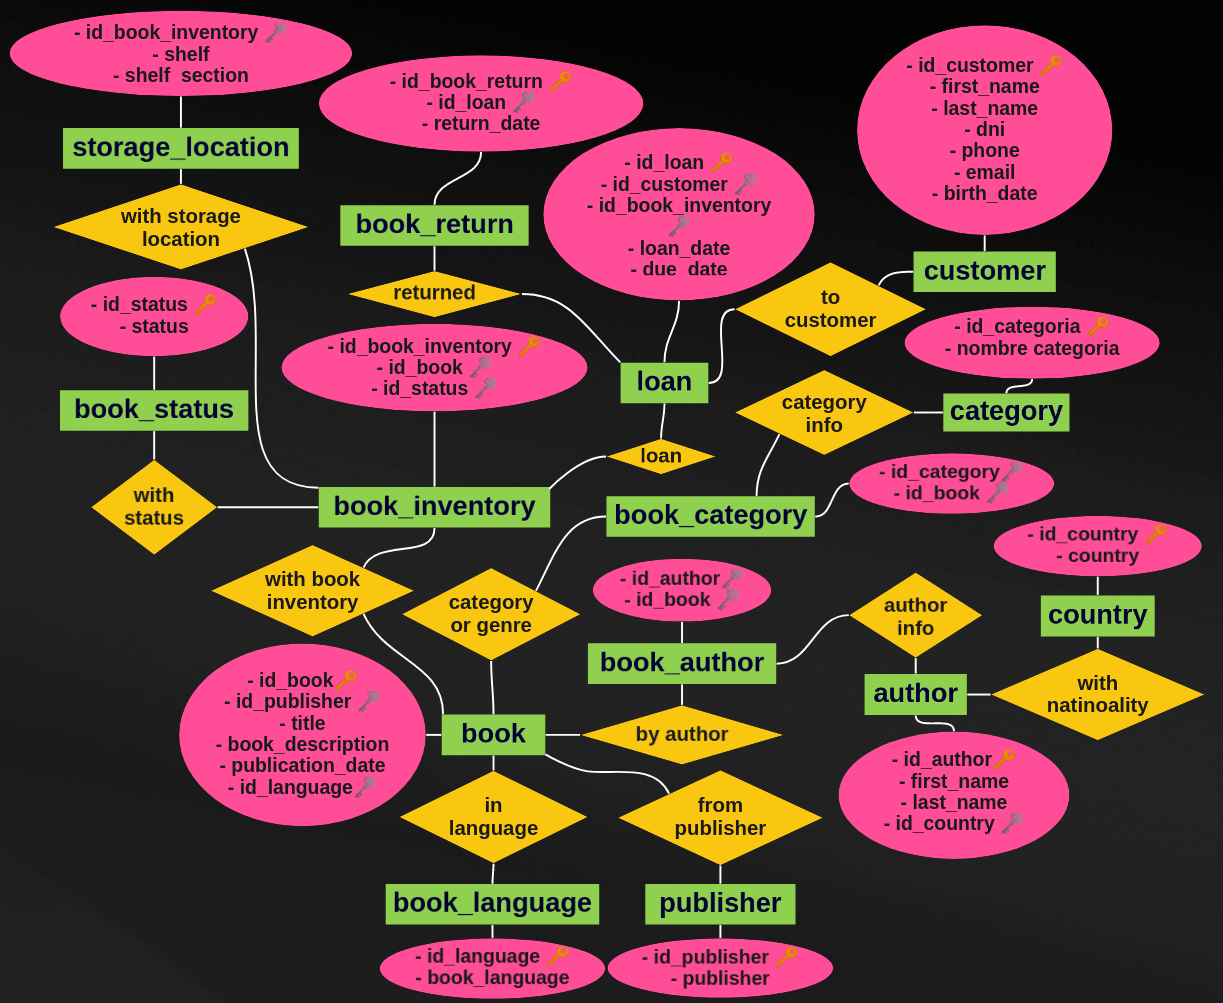 - id_book_inventory
- shelf
- shelf_section
storage_location
with storage
location
- id_book_return
- id_loan
- return_date
book_return
returned
- id_loan
- id_customer
- id_book_inventory
- loan_date
- due_date
loan
- id_customer
- first_name
- last_name
- dni
- phone
- email
- birth_date
customer
to
customer
- id_status
- status
book_status
with
status
- id_book_inventory
- id_book
- id_status
book_inventory
loan
- id_categoria
- nombre categoria
category
category
info
book_category
- id_category
- id_book
with book
inventory
category
or genre
- id_author
- id_book
book_author
by author
author
info
- id_country
- country
country
with
natinoality
author
- id_author
- first_name
- last_name
- id_country
- id_book
- id_publisher
- title
- book_description
- publication_date
- id_language
book
in
language
from
publisher
book_language
- id_language
- book_language
publisher
- id_publisher
- publisher